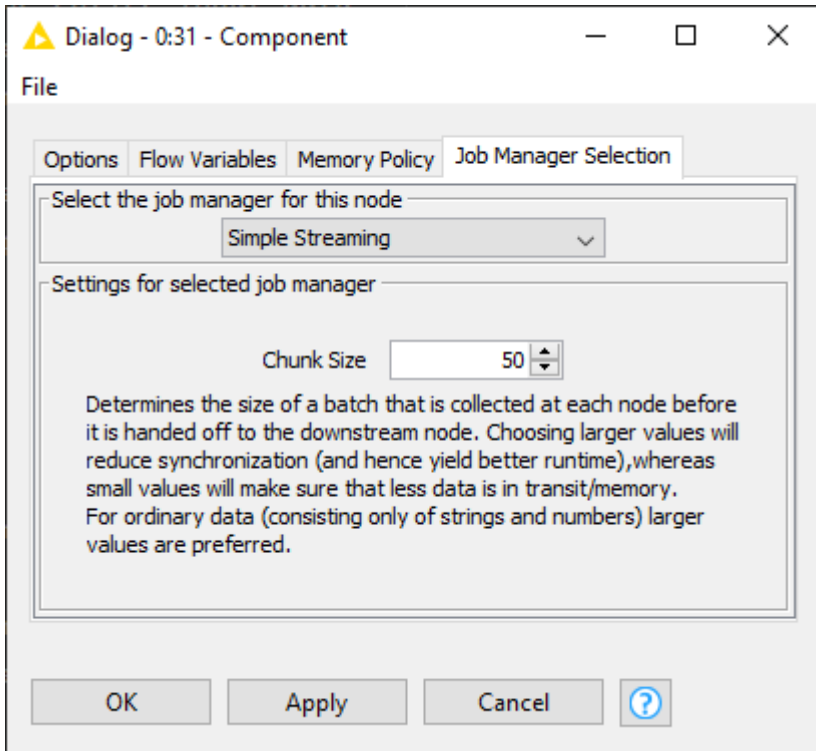 Dialog - 0:31 - Component
File
Options Flow Variables Memory Policy Job Manager Selection
Select the job manager for this node
Simple Streaming
Settings for selected job manager
Chunk Size 50
Determines the size of a batch that is collected at each node before
it is handed off to the downstream node. Choosing larger values will
reduce synchronization (and hence yield better runtime),whereas
small values will make sure that less data is in transit/memory.
For ordinary data (consisting only of strings and numbers) larger
values are preferred.
OK Apply Cancel ?